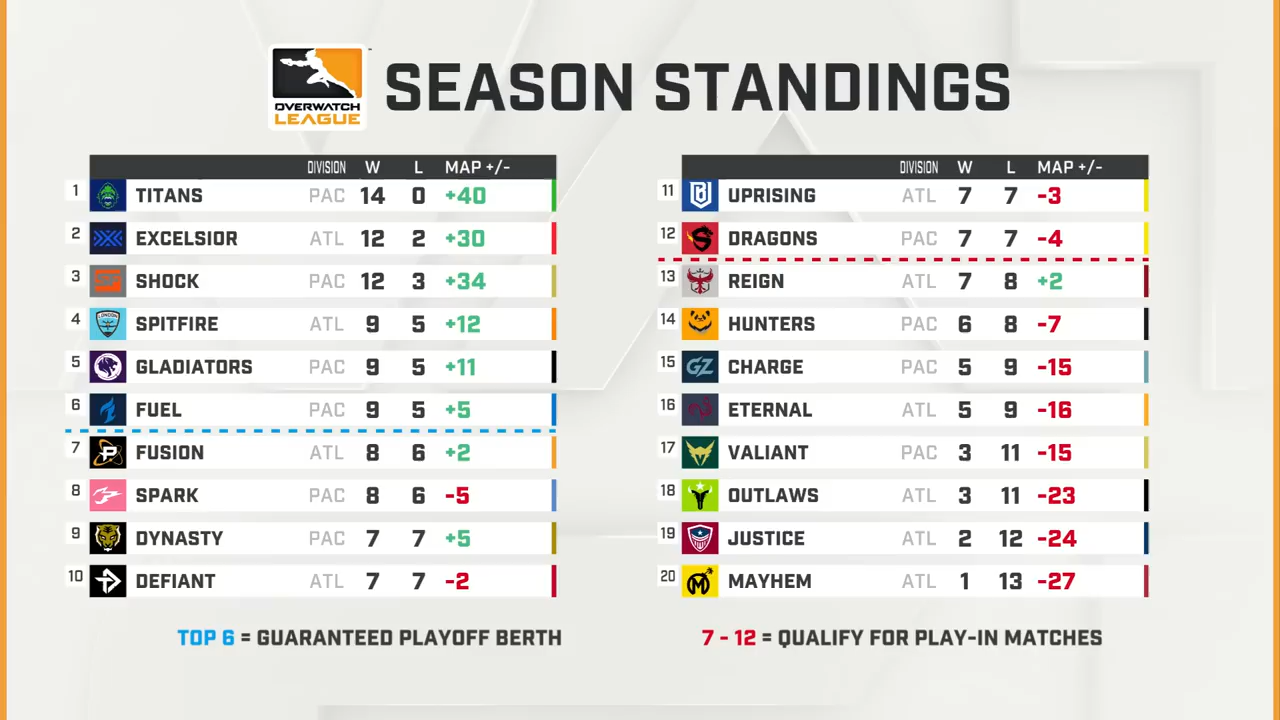 OVERWATCH
LEAGUE
SEASON STANDINGS
DIVISION W L MAP +/-
1 TITANS PAC 14 0 +40
2 EXCELSIOR ATL 12 2 +30
3 SHOCK PAC 12 3 +34
4 SPITFIRE ATL 9 5 +12
5 GLADIATORS PAC 9 5 +11
6 FUEL PAC 9 5 +5
7 FUSION ATL 8 6 +2
8 SPARK PAC 8 6 -5
9 DYNASTY PAC 7 7 +5
10 DEFIANT ATL 7 7 -2
TOP 6 = GUARANTEED PLAYOFF BERTH
DIVISION W L MAP +/-
11 UPRISING ATL 7 7 -3
12 DRAGONS PAC 7 7 -4
13 REIGN ATL 7 8 +2
14 HUNTERS PAC 6 8 -7
15 GZ CHARGE PAC 5 9 -15
16 ETERNAL ATL 5 9 -16
17 VALIANT PAC 3 11 -15
18 OUTLAWS ATL 3 11 -23
19 JUSTICE ATL 2 12 -24
20 MAYHEM ATL 1 13 -27
7 - 12 = QUALIFY FOR PLAY-IN MATCHES